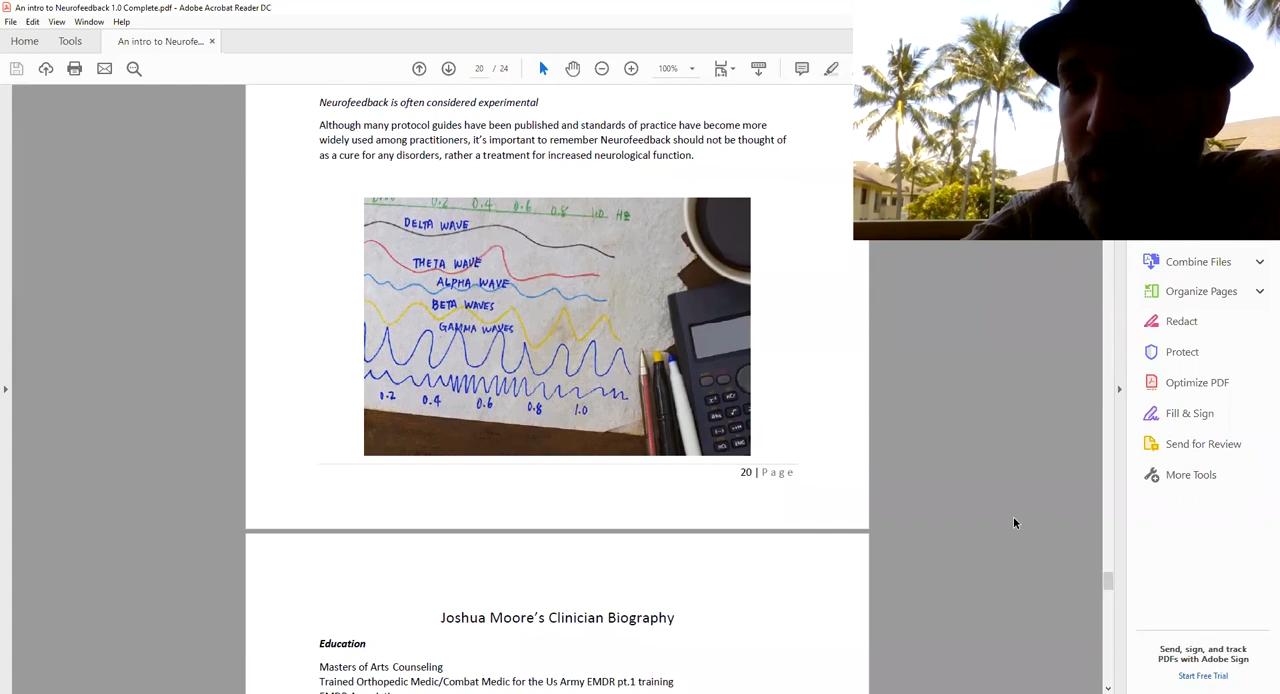 An intro to Neurofeedback 1.0 Complete.pdf - Adobe Acrobat Reader DC
File Edit View Window Help
Home Tools An intro to Neurofe... ×
20 / 24 100%
Neurofeedback is often considered experimental
Although many protocol guides have been published and standards of practice have become more
widely used among practitioners, it's important to remember Neurofeedback should not be thought of
as a cure for any disorders, rather a treatment for increased neurological function.
0.2 0.4 0.6 0.8 1.0 Hz
DELTA WAVE
THETA WAVE
ALPHA WAVE
BETA WAVES
GAMMA WAVES
0.2 0.4 0.6 0.8 1.0
20 | Page
Joshua Moore's Clinician Biography
Education
Masters of Arts Counseling
Trained Orthopedic Medic/Combat Medic for the Us Army EMDR pt.1 training
Combine Files
Organize Pages
Redact
Protect
Optimize PDF
Fill & Sign
Send for Review
More Tools
Send, sign, and track
PDFs with Adobe Sign
Start Free Trial